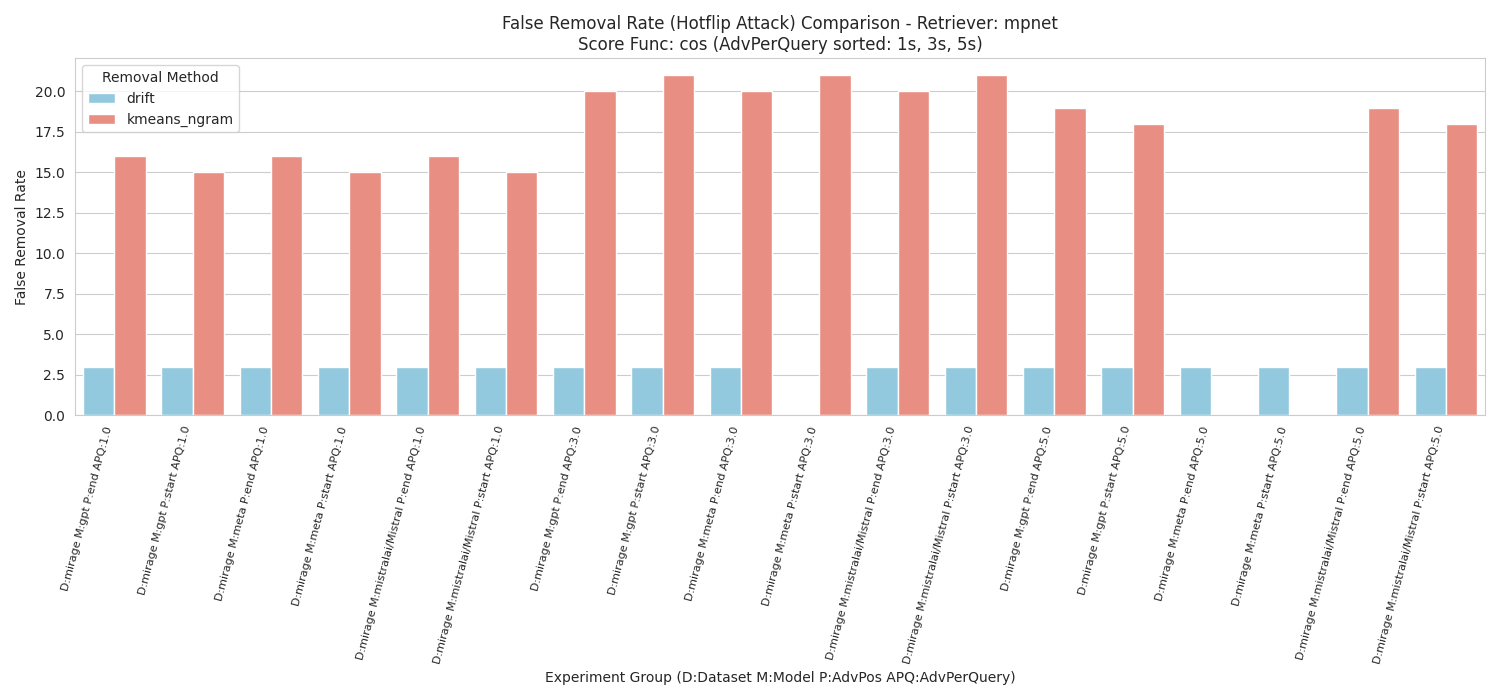 False Removal Rate (Hotflip Attack) Comparison - Retriever: mpnet
Score Func: cos (AdvPerQuery sorted: 1s, 3s, 5s)
Removal Method
drift
kmeans_ngram
False Removal Rate
20.0
17.5
15.0
12.5
10.0
7.5
5.0
2.5
0.0
D:mirage M:gpt P:end APQ:1.0
D:mirage M:gpt P:start APQ:1.0
D:mirage M:meta P:end APQ:1.0
D:mirage M:meta P:start APQ:1.0
D:mirage M:mistralai/Mistral P:end APQ:1.0
D:mirage M:mistralai/Mistral P:start APQ:1.0
D:mirage M:gpt P:end APQ:3.0
D:mirage M:gpt P:start APQ:3.0
D:mirage M:meta P:end APQ:3.0
D:mirage M:meta P:start APQ:3.0
D:mirage M:mistralai/Mistral P:end APQ:3.0
D:mirage M:mistralai/Mistral P:start APQ:3.0
D:mirage M:gpt P:end APQ:5.0
D:mirage M:gpt P:start APQ:5.0
D:mirage M:meta P:end APQ:5.0
D:mirage M:meta P:start APQ:5.0
D:mirage M:mistralai/Mistral P:end APQ:5.0
D:mirage M:mistralai/Mistral P:start APQ:5.0
Experiment Group (D:Dataset M:Model P:AdvPos APQ:AdvPerQuery)